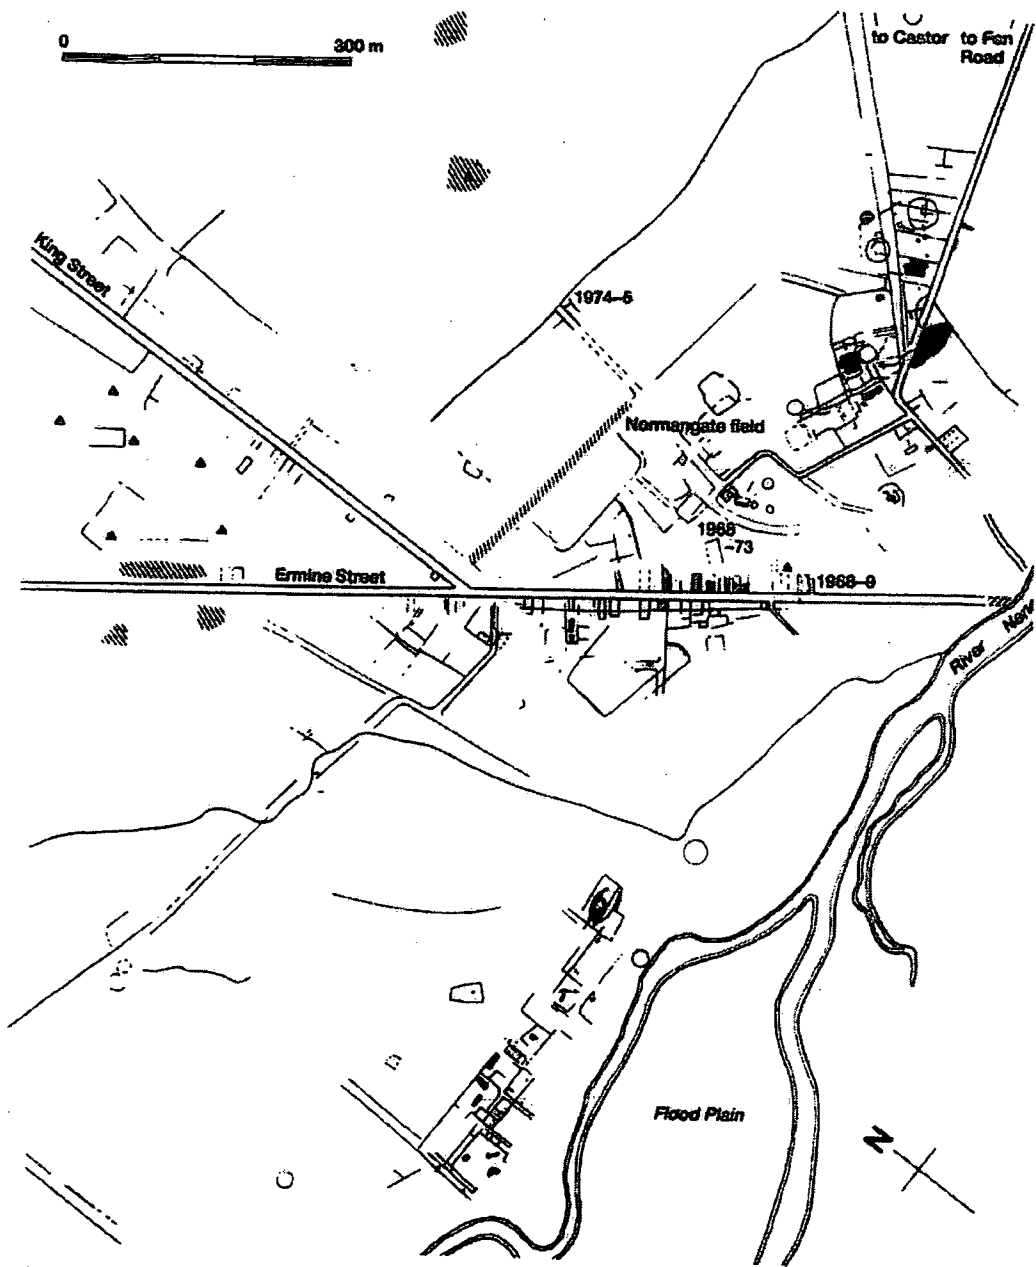 0
300 m
to Castor
to Fen
Road
King Street
1974–5
Normangate field
1968
–73
Ermine Street
1968–9
River
Flood Plain
N